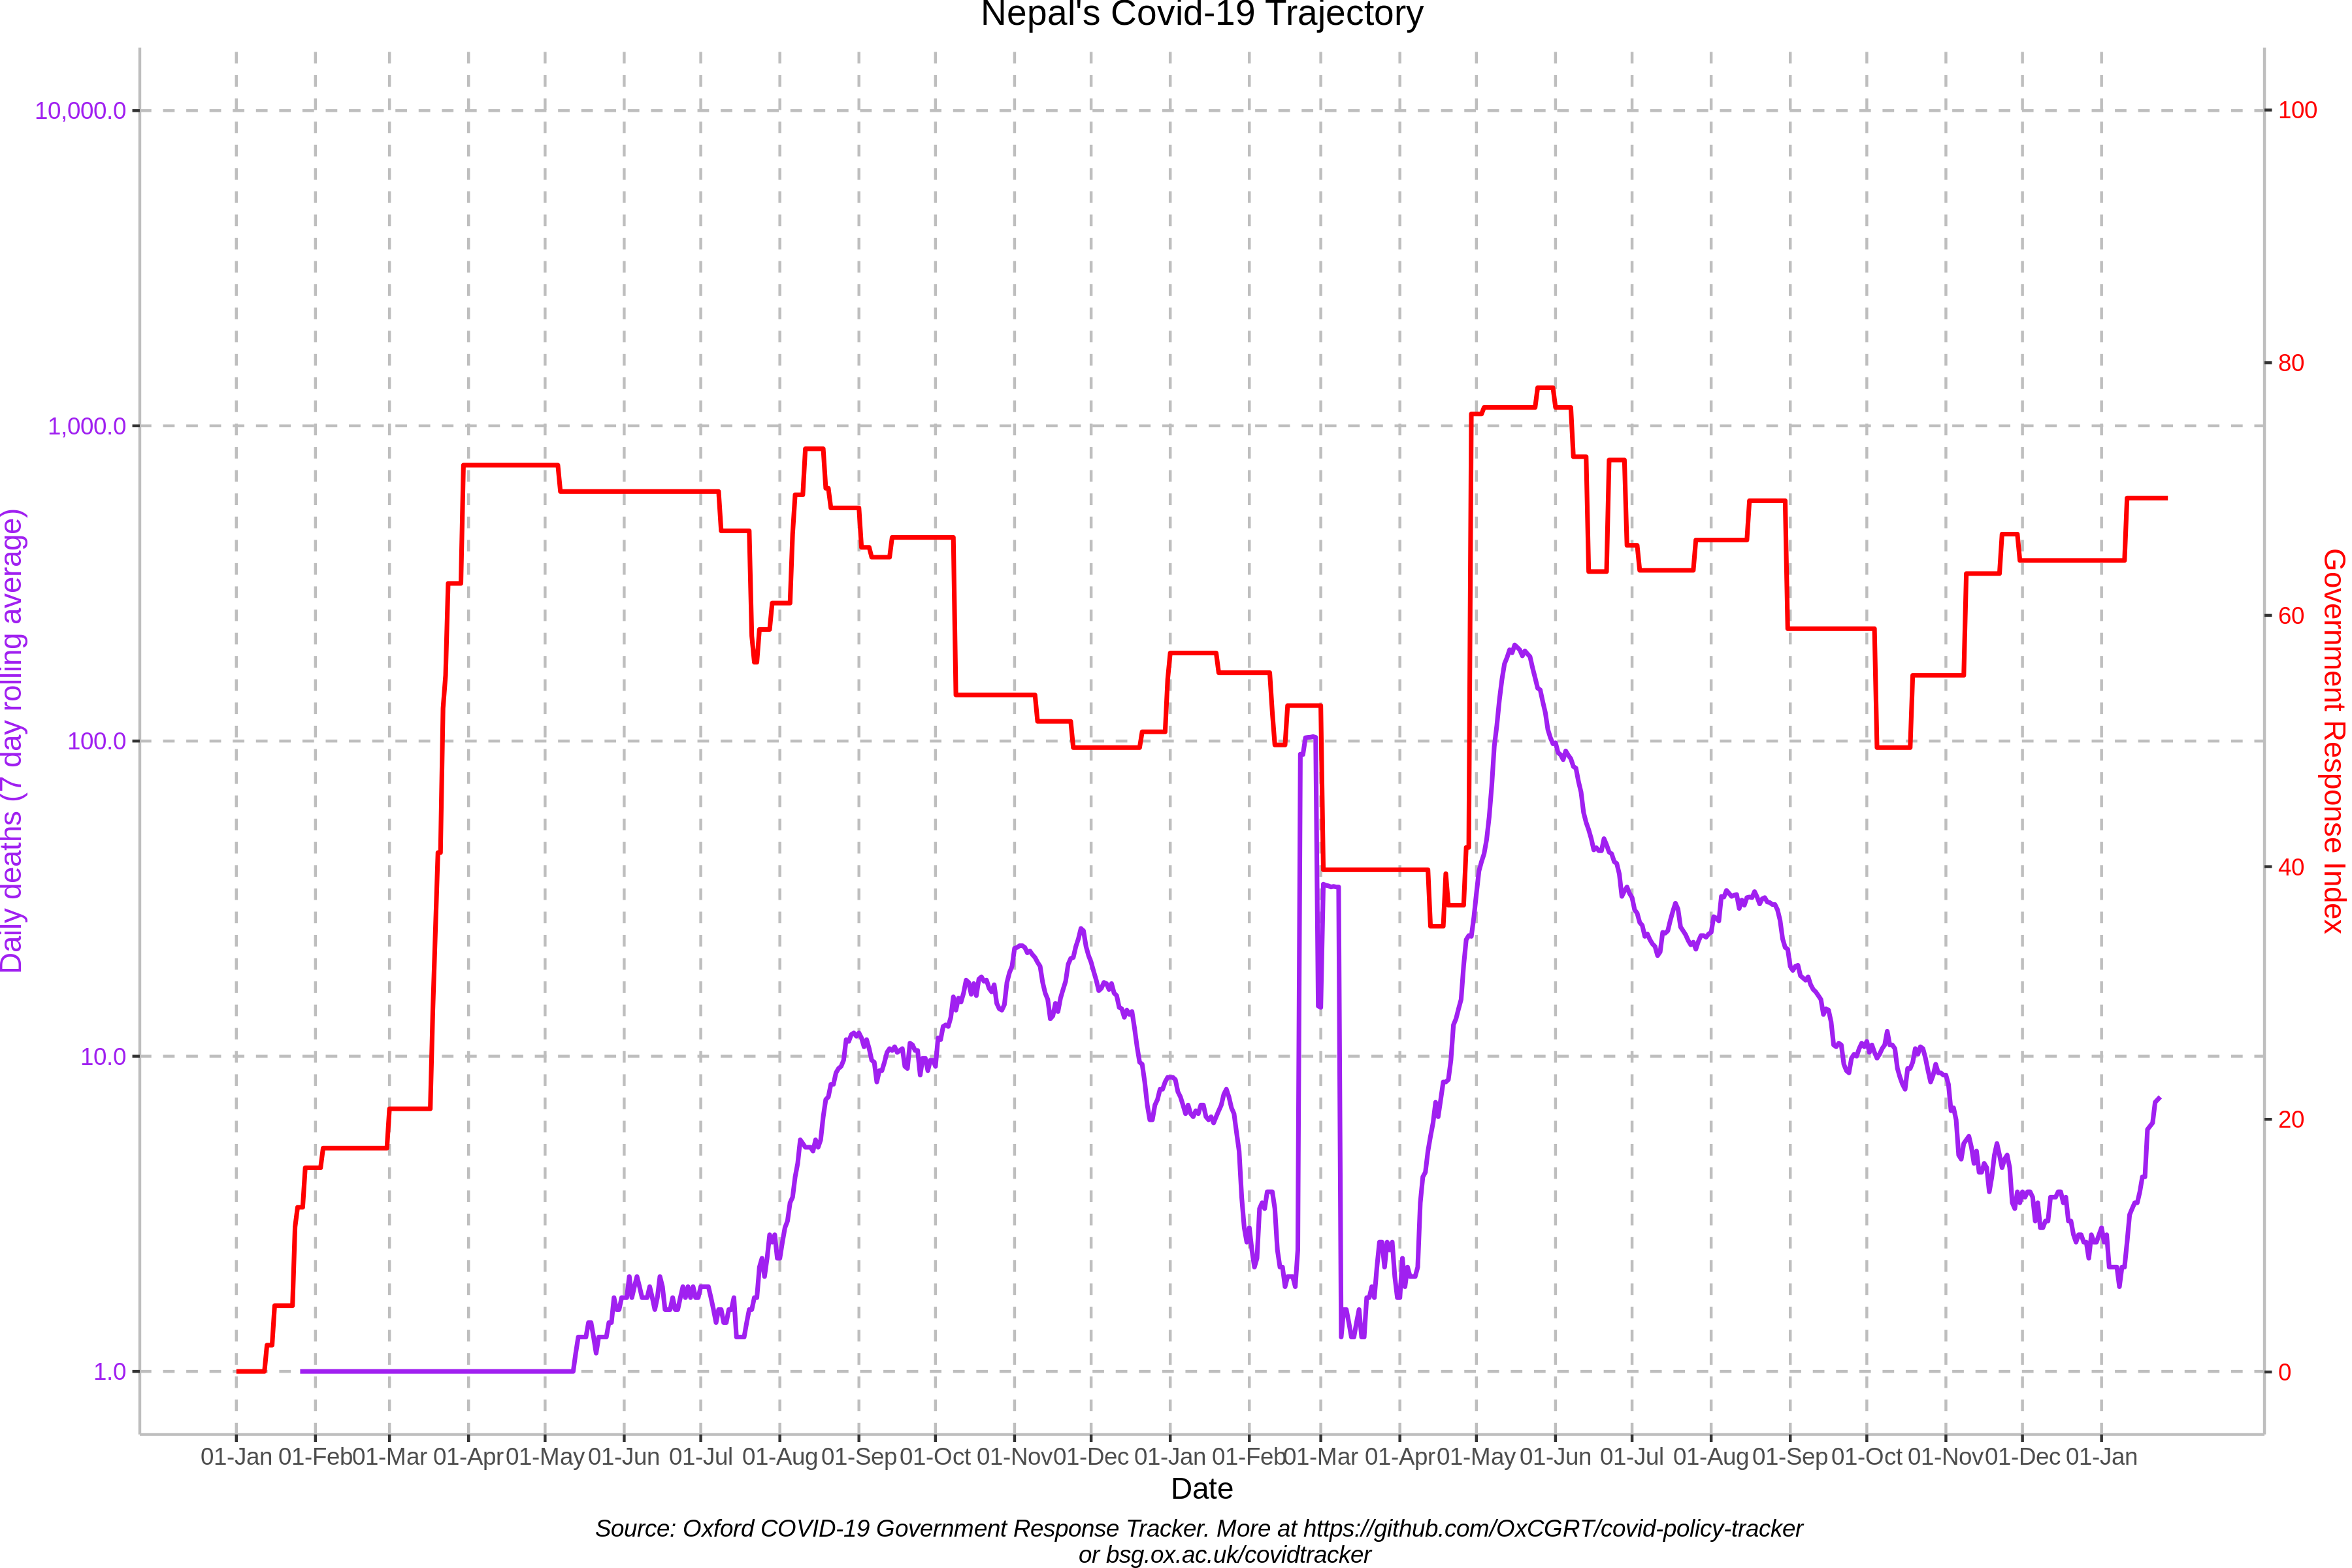 Nepal's Covid-19 Trajectory
10,000.0
1,000.0
100.0
10.0
1.0
Daily deaths (7 day rolling average)
100
80
60
40
20
0
Government Response Index
01-Jan 01-Feb 01-Mar 01-Apr 01-May 01-Jun 01-Jul 01-Aug 01-Sep 01-Oct 01-Nov 01-Dec 01-Jan 01-Feb 01-Mar 01-Apr 01-May 01-Jun 01-Jul 01-Aug 01-Sep 01-Oct 01-Nov 01-Dec 01-Jan
Date
Source: Oxford COVID-19 Government Response Tracker. More at https://github.com/OxCGRT/covid-policy-tracker
or bsg.ox.ac.uk/covidtracker